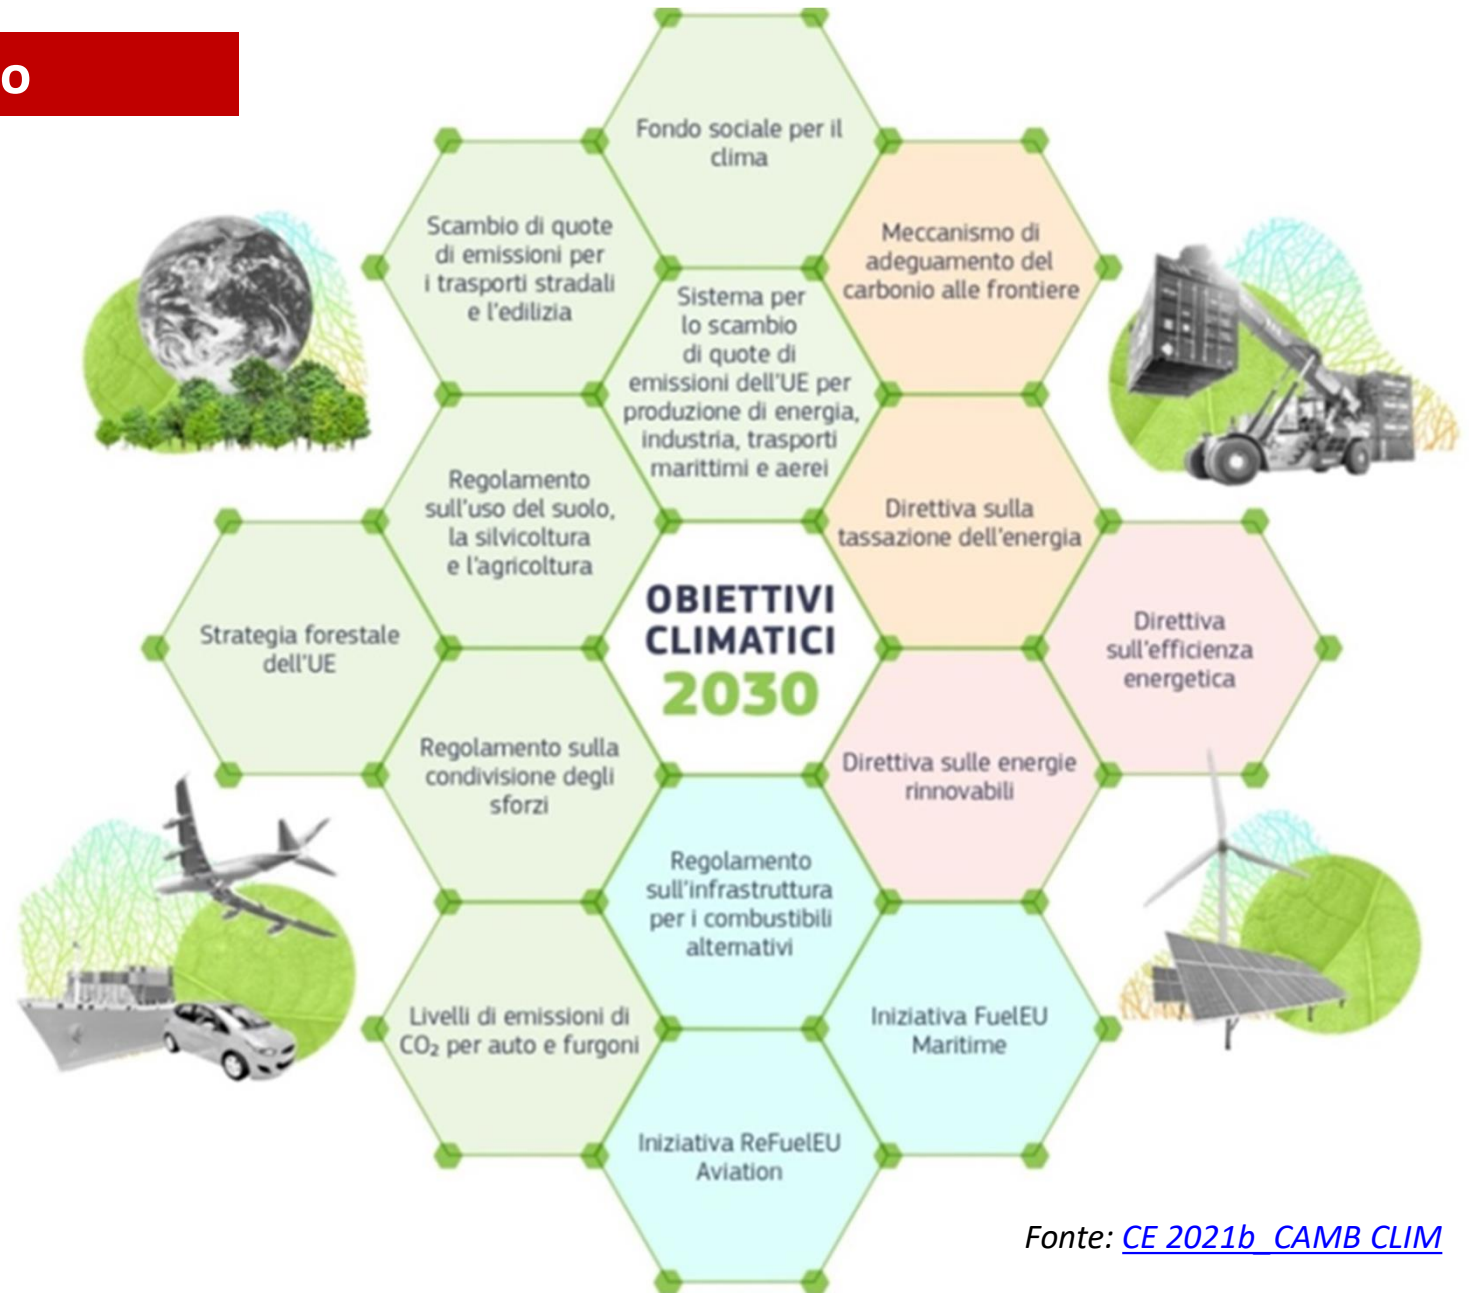 o
Fondo sociale per il
clima
Scambio di quote
di emissioni per
i trasporti stradali
e l'edilizia
Meccanismo di
adeguamento del
carbonio alle frontiere
Sistema per
lo scambio
di quote di
emissioni dell'UE per
produzione di energia,
industria, trasporti
marittimi e aerei
Regolamento
sull'uso del suolo,
la silvicoltura
e l'agricoltura
Direttiva sulla
tassazione dell'energia
Strategia forestale
dell'UE
OBIETTIVI
CLIMATICI
2030
Direttiva
sull'efficienza
energetica
Regolamento sulla
condivisione degli
sforzi
Direttiva sulle energie
rinnovabili
Regolamento
sull'infrastruttura
per i combustibili
alternativi
Livelli di emissioni di
CO₂ per auto e furgoni
Iniziativa FuelEU
Maritime
Iniziativa ReFuelEU
Aviation
Fonte: CE 2021b_CAMB CLIM